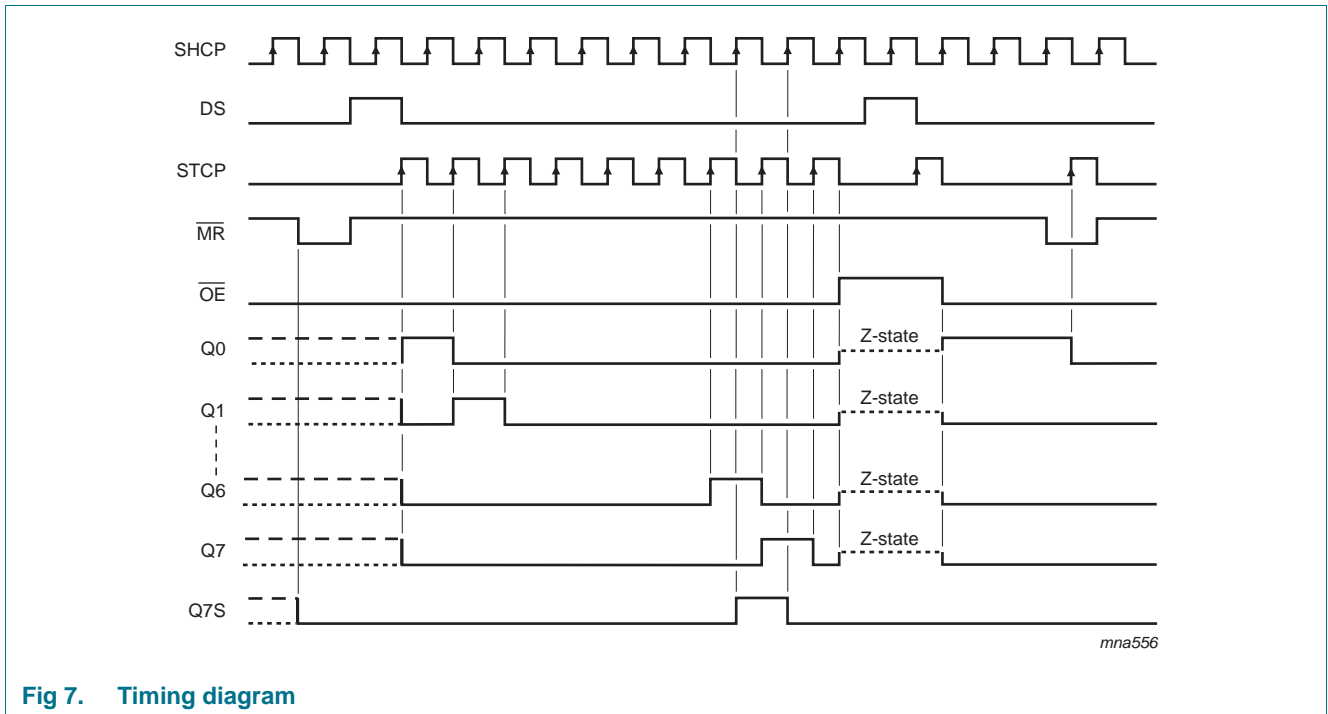 SHCP
DS
STCP
MR
OE
Q0
Z-state
Q1
Z-state
Q6
Z-state
Q7
Z-state
Q7S
mna556
Fig 7. Timing diagram